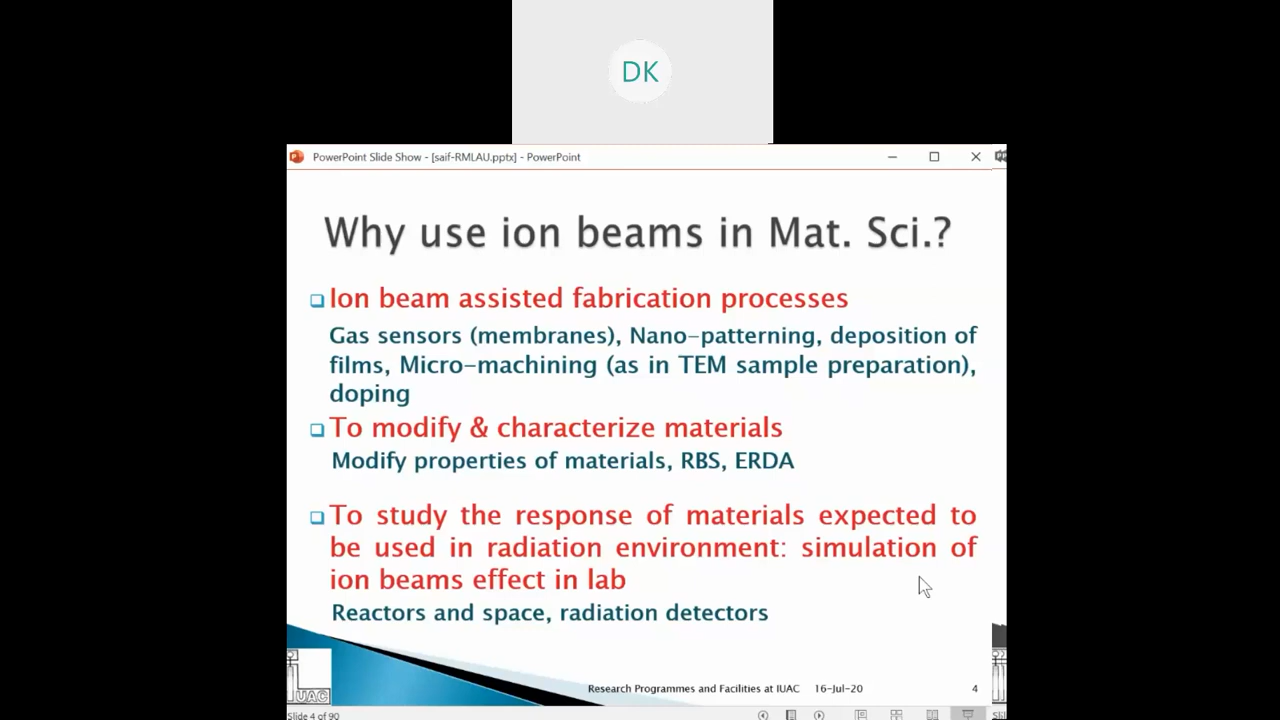 DK
PowerPoint Slide Show - [saif-RMLAU.pptx] - PowerPoint
Why use ion beams in Mat. Sci.?
Ion beam assisted fabrication processes
Gas sensors (membranes), Nano-patterning, deposition of
films, Micro-machining (as in TEM sample preparation),
doping
To modify & characterize materials
Modify properties of materials, RBS, ERDA
To study the response of materials expected to
be used in radiation environment: simulation of
ion beams effect in lab
Reactors and space, radiation detectors
IUAC
Research Programmes and Facilities at IUAC 16-Jul-20 4
Slide 4 of 90